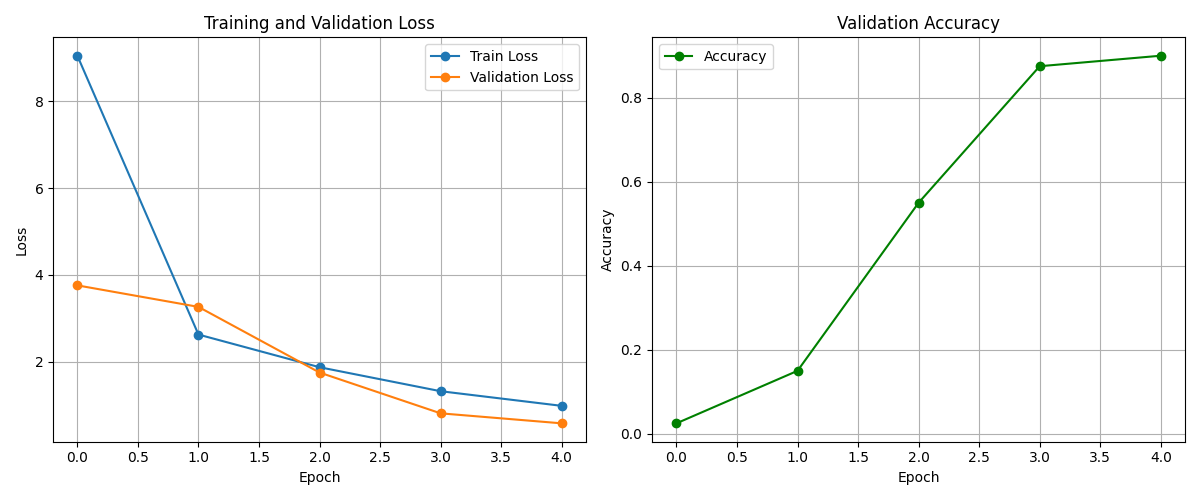 Training and Validation Loss
Train Loss
Validation Loss
8
6
4
2
Loss
0.0 0.5 1.0 1.5 2.0 2.5 3.0 3.5 4.0
Epoch
Validation Accuracy
Accuracy
0.8
0.6
0.4
0.2
0.0
Accuracy
0.0 0.5 1.0 1.5 2.0 2.5 3.0 3.5 4.0
Epoch